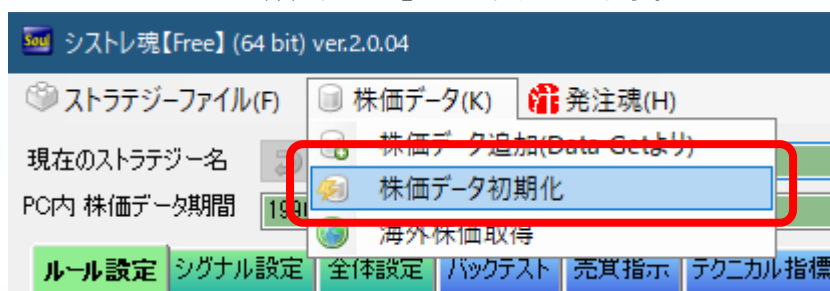 Soul システトレ魂【Free】 (64 bit) ver.2.0.04
ストラテジーファイル(F) 株価データ(K) 発注魂(H)
株価データ追加(Data Getより)
現在のストラテジー名
株価データ初期化
PC内 株価データ期間 199
海外株価取得
ルール設定 シグナル設定 全体設定 バックテスト 売買指示 テクニカル指標